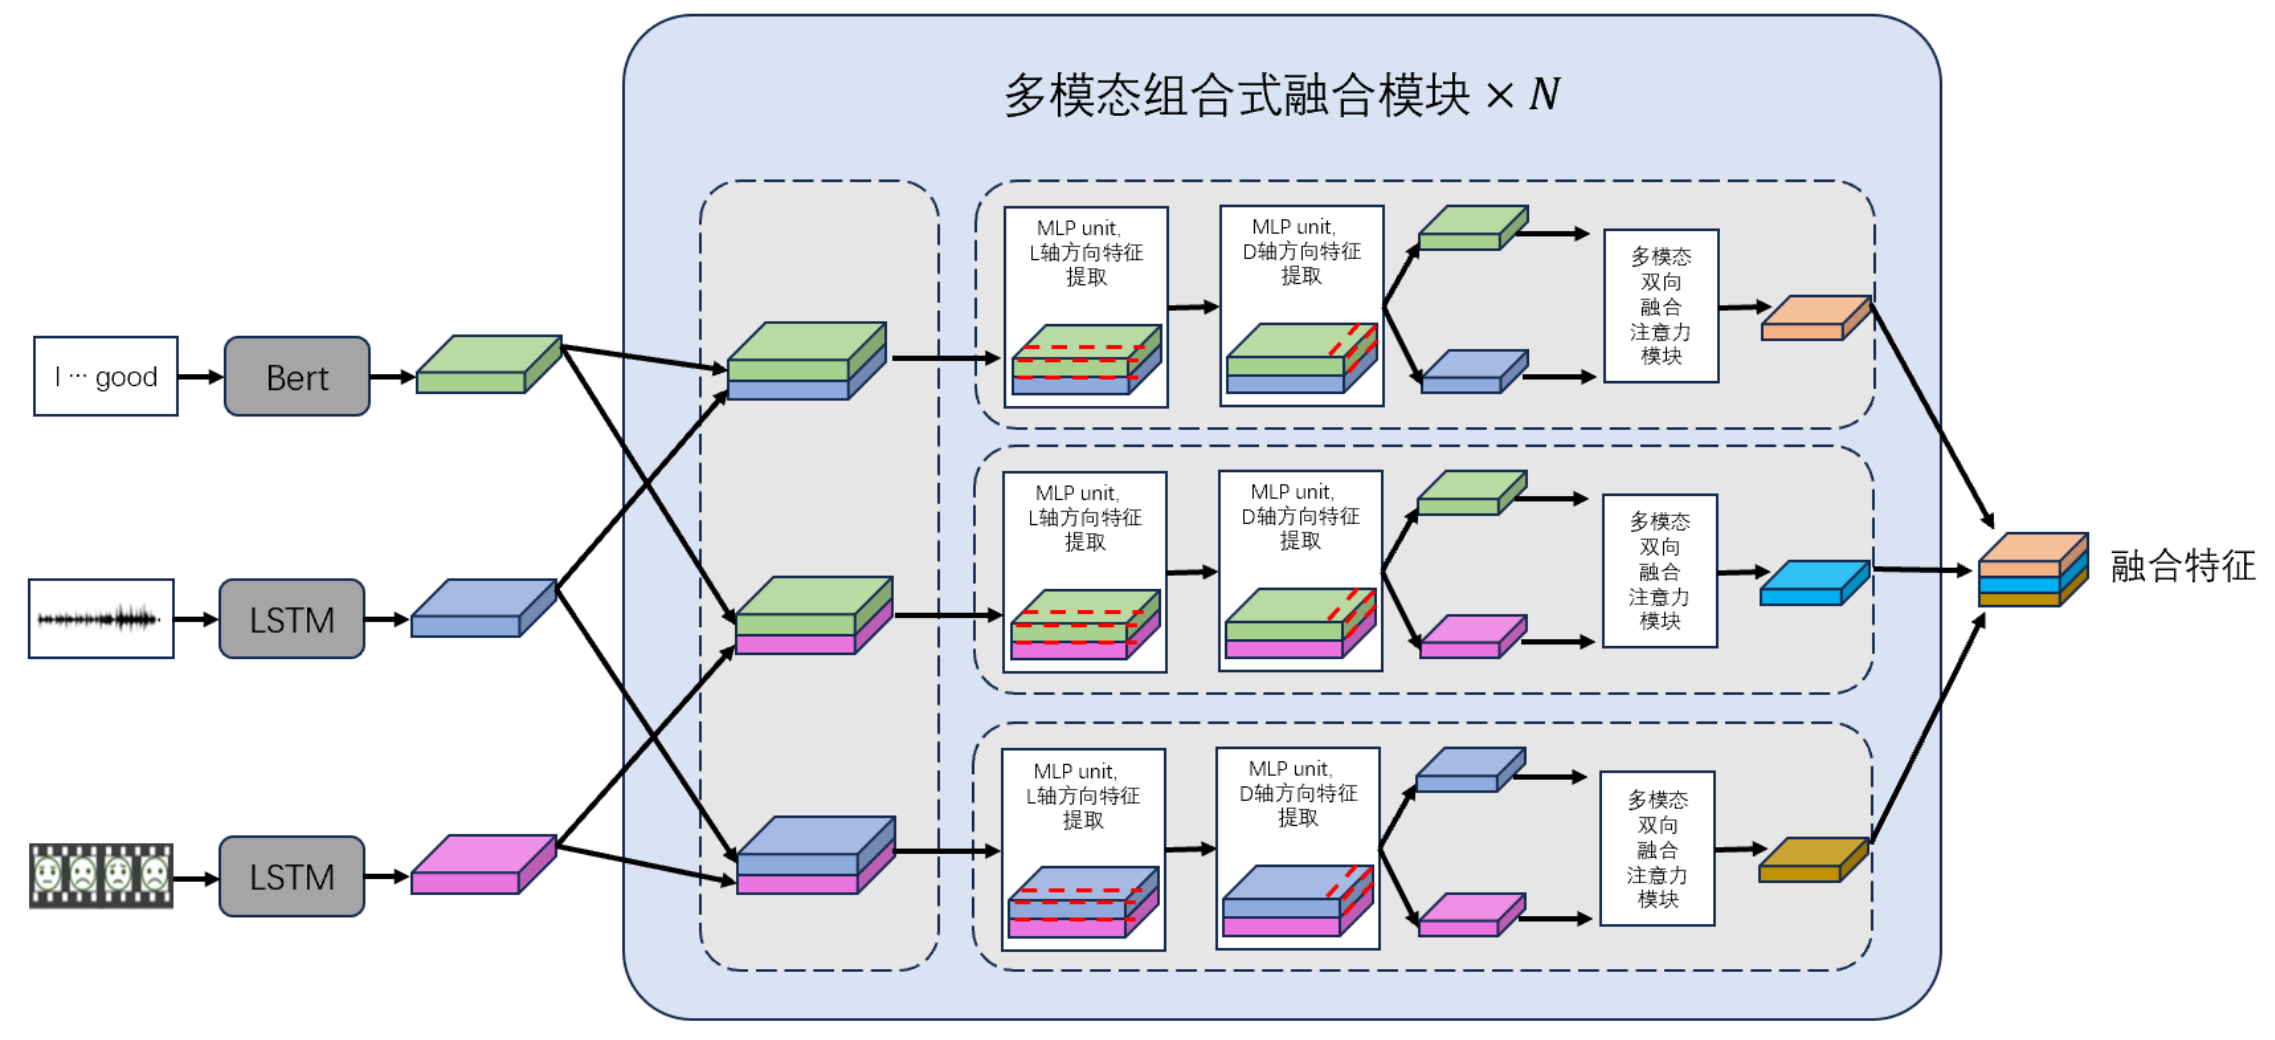 多模态组合式融合模块 × N
I ··· good
Bert
LSTM
LSTM
MLP unit,
L轴方向特征
提取
MLP unit,
D轴方向特征
提取
多模态
双向
融合
注意力
模块
MLP unit,
L轴方向特征
提取
MLP unit,
D轴方向特征
提取
多模态
双向
融合
注意力
模块
MLP unit,
L轴方向特征
提取
MLP unit,
D轴方向特征
提取
多模态
双向
融合
注意力
模块
融合特征